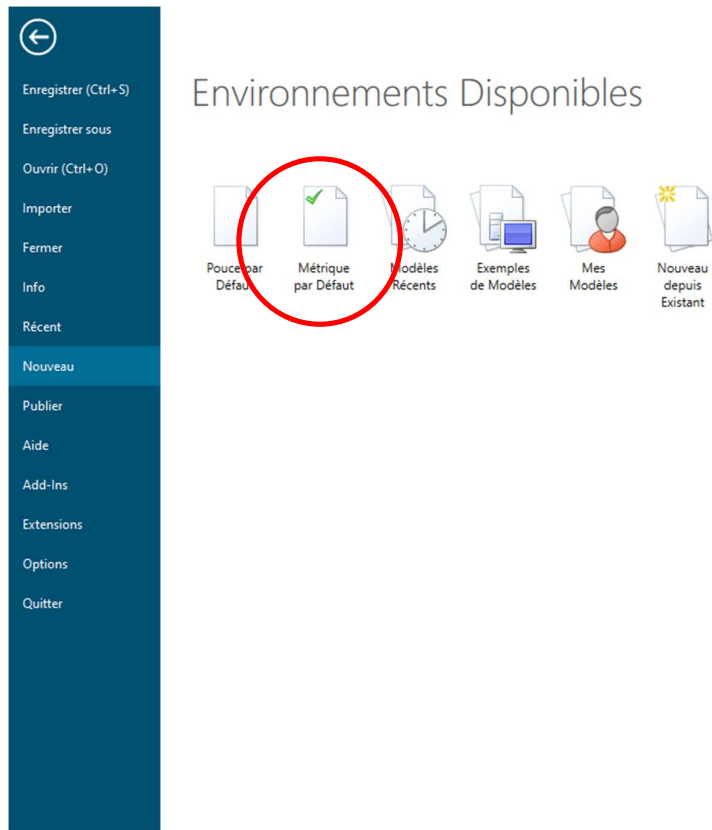 Enregistrer (Ctrl+S)
Enregistrer sous
Ouvrir (Ctrl+O)
Importer
Fermer
Info
Récent
Nouveau
Publier
Aide
Add-Ins
Extensions
Options
Quitter
Environnements Disponibles
Pouce par
Défaut
Métrique
par Défaut
Modèles
Récents
Exemples
de Modèles
Mes
Modèles
Nouveau
depuis
Existant